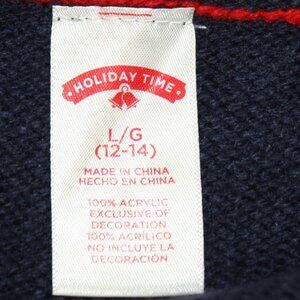 HOLIDAY TIME
L/G
(12-14)
MADE IN CHINA
HECHO EN CHINA
100% ACRYLIC
EXCLUSIVE OF
DECORATION
100% ACRÍLICO
NO INCLUYE LA
DECORACIÓN